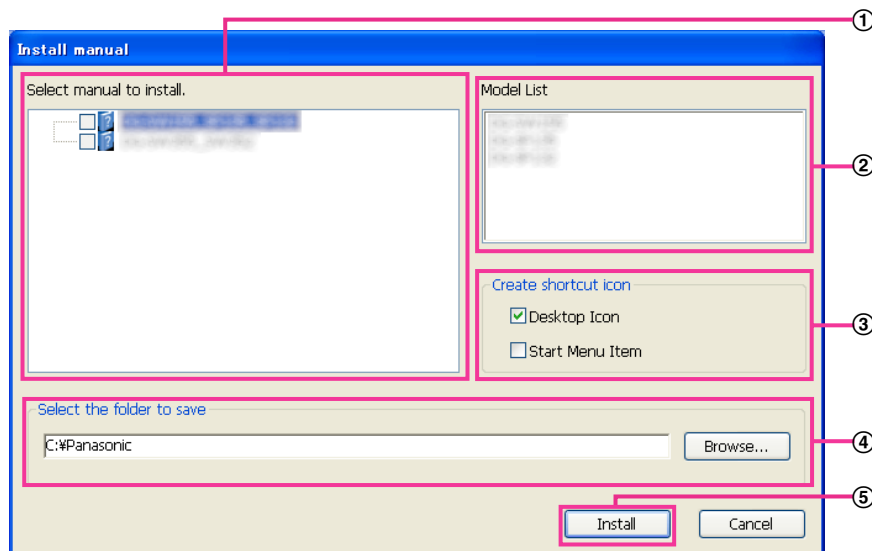 ①
Install manual
Select manual to install.
Model List
②
Create shortcut icon
Desktop Icon
③
Start Menu Item
Select the folder to save
C:¥Panasonic
Browse...
④
⑤
Install
Cancel